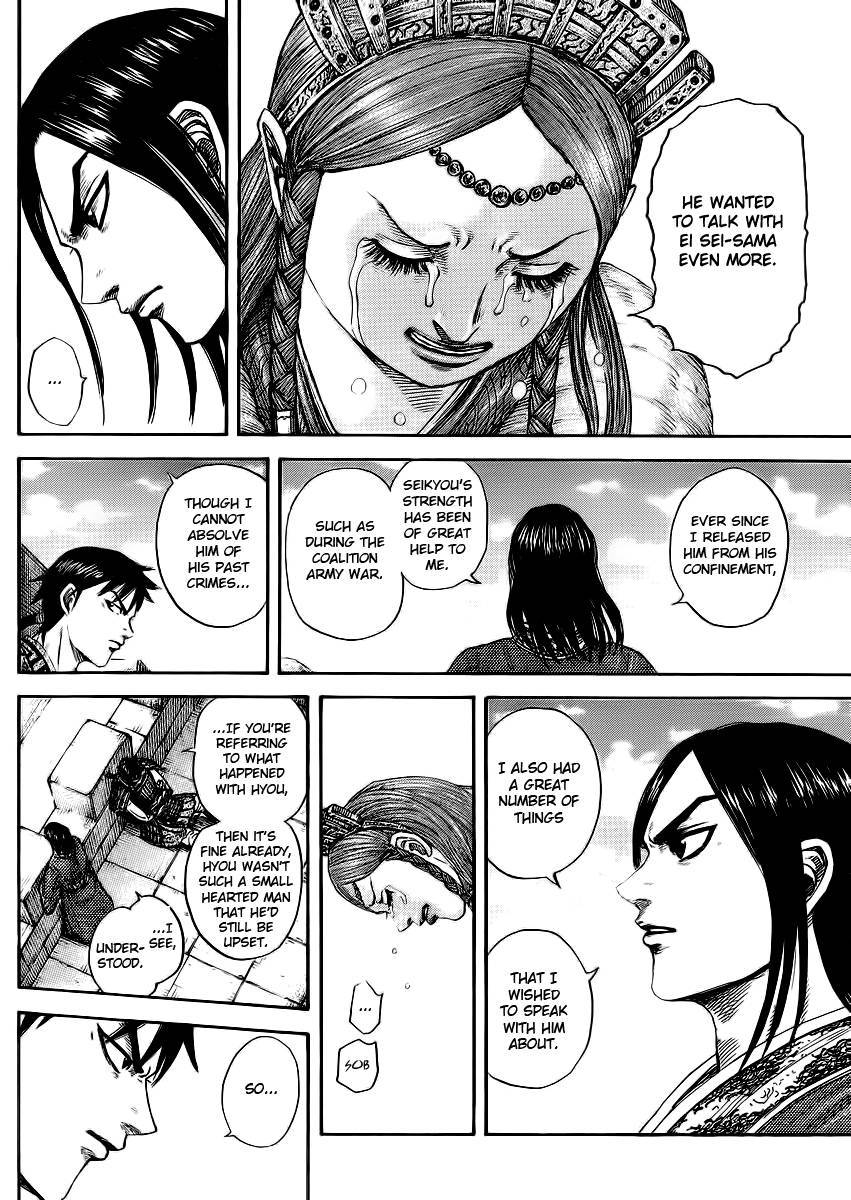 HE WANTED
TO TALK WITH
EI SEI-SAMA
EVEN MORE.
...
EVER SINCE
I RELEASED
HIM FROM HIS
CONFINEMENT,
SEIKYOU'S
STRENGTH
HAS BEEN
OF GREAT
HELP TO
ME.
SUCH AS
DURING THE
COALITION
ARMY WAR.
THOUGH I
CANNOT
ABSOLVE
HIM OF
HIS PAST
CRIMES...
I ALSO HAD
A GREAT
NUMBER OF
THINGS
THAT I
WISHED
TO SPEAK
WITH HIM
ABOUT.
...
SOB
...IF YOU'RE
REFERRING
TO WHAT
HAPPENED
WITH HYOU,
THEN IT'S
FINE ALREADY,
HYOU WASN'T
SUCH A SMALL
HEARTED MAN
THAT HE'D
STILL BE
UPSET.
...I
SEE,
UNDER-
STOOD.
SO...